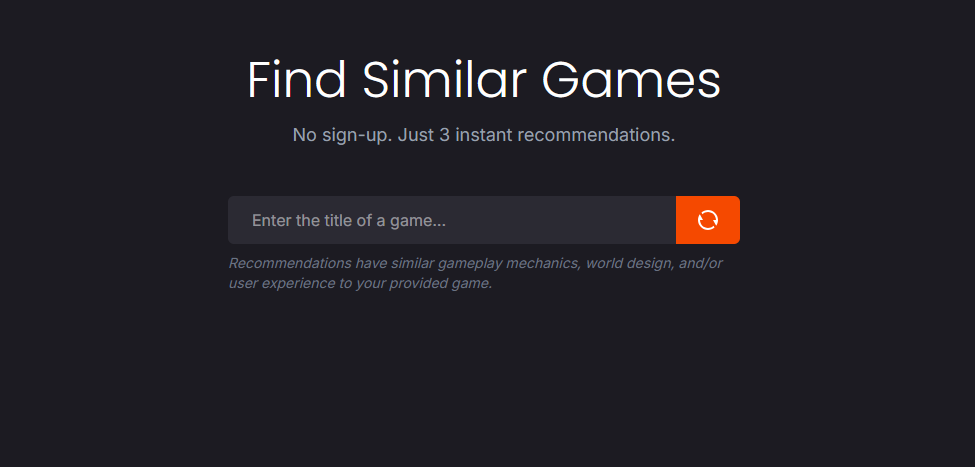 Find Similar Games
No sign-up. Just 3 instant recommendations.
Enter the title of a game...
Recommendations have similar gameplay mechanics, world design, and/or
user experience to your provided game.